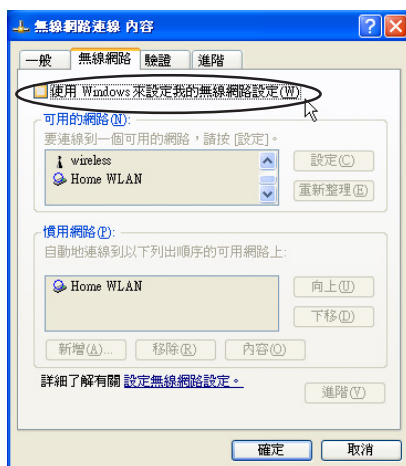 無線網路連線 內容
一般 無線網路 驗證 進階
使用 Windows 來設定我的無線網路設定(W)
可用的網路(N):
要連線到一個可用的網路，請按 [設定]。
wireless
Home WLAN
設定(C)
重新整理(E)
慣用網路(P):
自動地連線到以下列出順序的可用網路上:
Home WLAN
向上(U)
下移(D)
新增(A)... 移除(R) 內容(O)
詳細了解有關 設定無線網路設定。
進階(V)
確定 取消